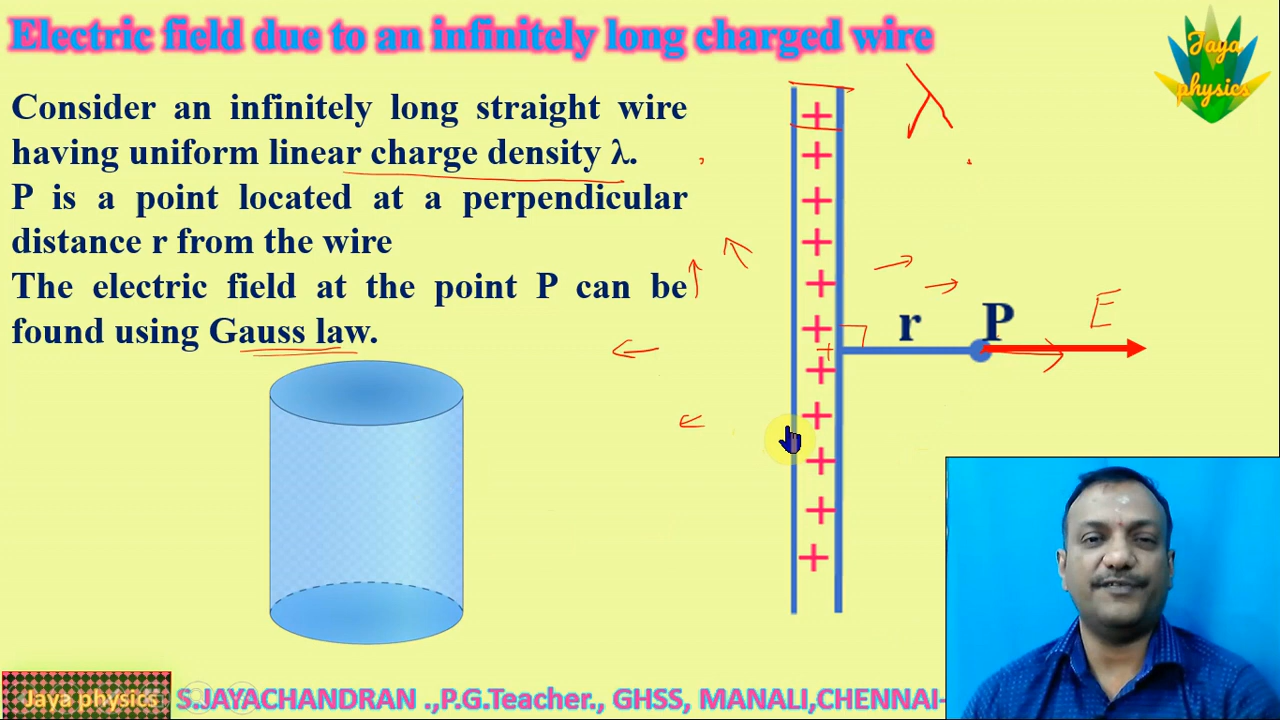 Electric field due to an infinitely long charged wire
Jaya
physics
Consider an infinitely long straight wire
having uniform linear charge density λ.
P is a point located at a perpendicular
distance r from the wire
The electric field at the point P can be
found using Gauss law.
λ
+
+
+
+
+
+
+
+
+
+
+
+
r
P
E
Jaya physics
S.JAYACHANDRAN .,P.G.Teacher., GHSS, MANALI,CHENNAI-